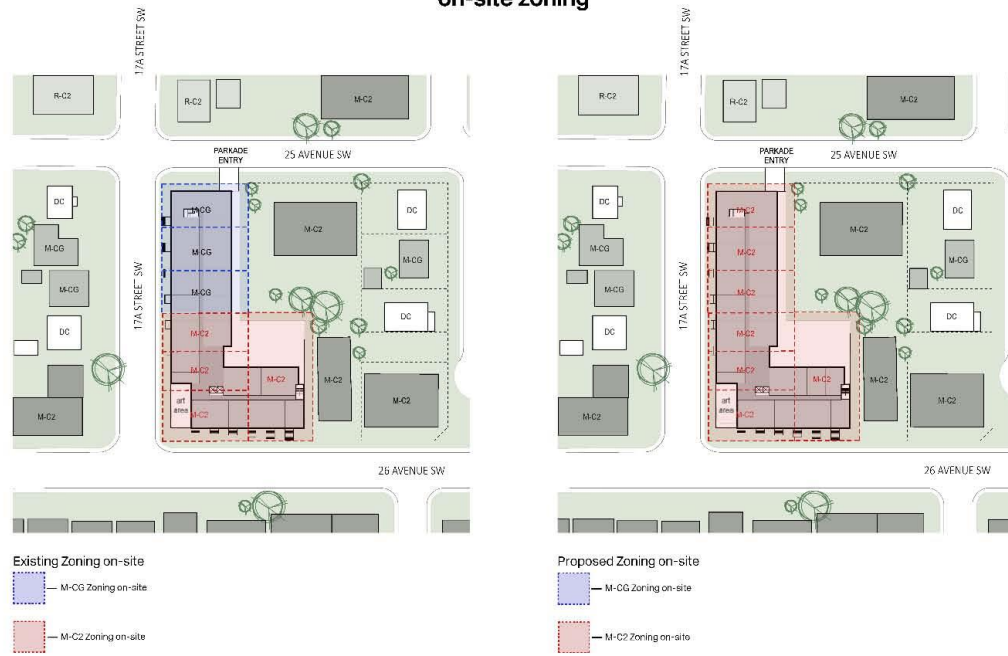 on-site zoning
17A STREET SW
R-C2
R-C2
M-C2
PARKADE
ENTRY
25 AVENUE SW
DC
M-CG
M-CG
DC
M-C2
17A STREET SW
M-CG
M-CG
M-CG
M-C2
M-C2
M-C2
M-C2
art
area
M-C2
DC
M-CG
DC
M-C2
M-C2
26 AVENUE SW
Existing Zoning on-site
M-CG Zoning on-site
M-C2 Zoning on-site
17A STREET SW
R-C2
R-C2
M-C2
PARKADE
ENTRY
25 AVENUE SW
DC
M-CG
M-CG
DC
M-C2
17A STREET SW
M-C2
M-C2
M-C2
M-C2
M-C2
M-C2
M-C2
art
area
M-C2
DC
M-CG
DC
M-C2
M-C2
26 AVENUE SW
Proposed Zoning on-site
M-CG Zoning on-site
M-C2 Zoning on-site